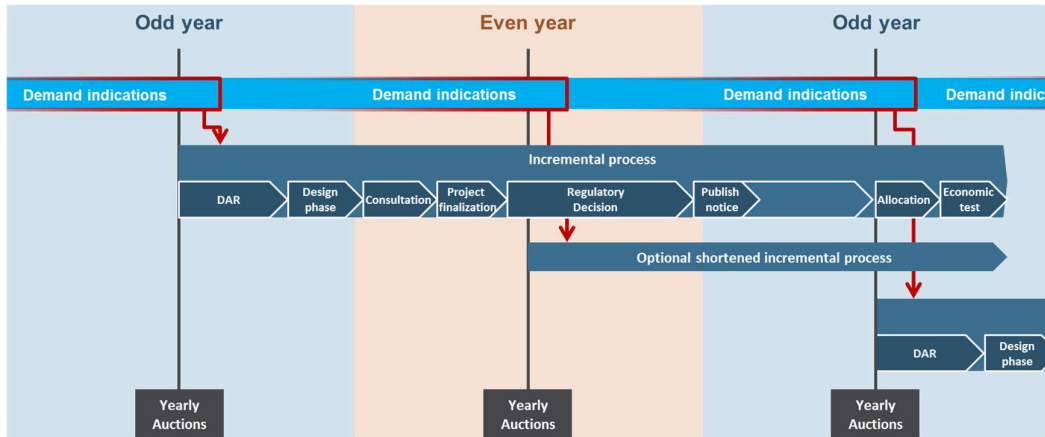 Odd year
Even year
Odd year
Demand indications
Demand indications
Demand indications
Demand indic
Incremental process
DAR
Design
phase
Consultation
Project
finalization
Regulatory
Decision
Publish
notice
Allocation
Economic
test
Optional shortened incremental process
DAR
Design
phase
Yearly
Auctions
Yearly
Auctions
Yearly
Auctions